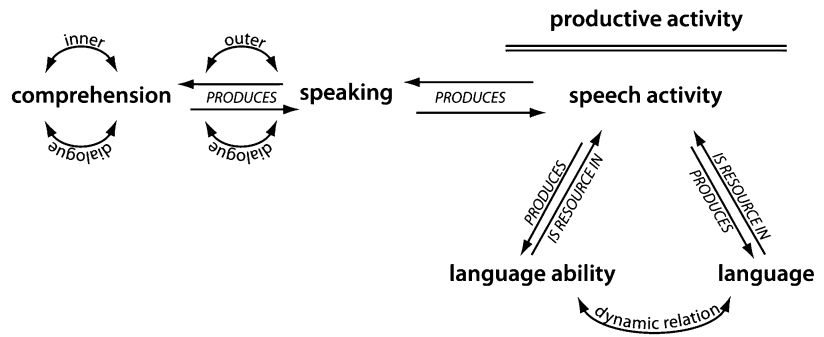 productive activity
inner
outer
comprehension
PRODUCES
speaking
PRODUCES
speech activity
dialogue
dialogue
PRODUCES
IS RESOURCE IN
IS RESOURCE IN
PRODUCES
language ability
language
dynamic relation